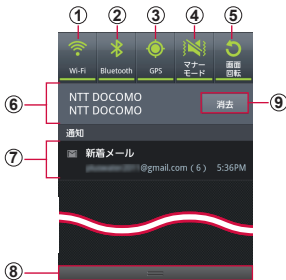 ① ② ③ ④ ⑤
Wi-Fi Bluetooth GPS マナーモード 画面回転
⑥ NTT DOCOMO
NTT DOCOMO
消去 ⑨
通知
⑦ 新着メール
@gmail.com ( 6 ) 5:36PM
⑧